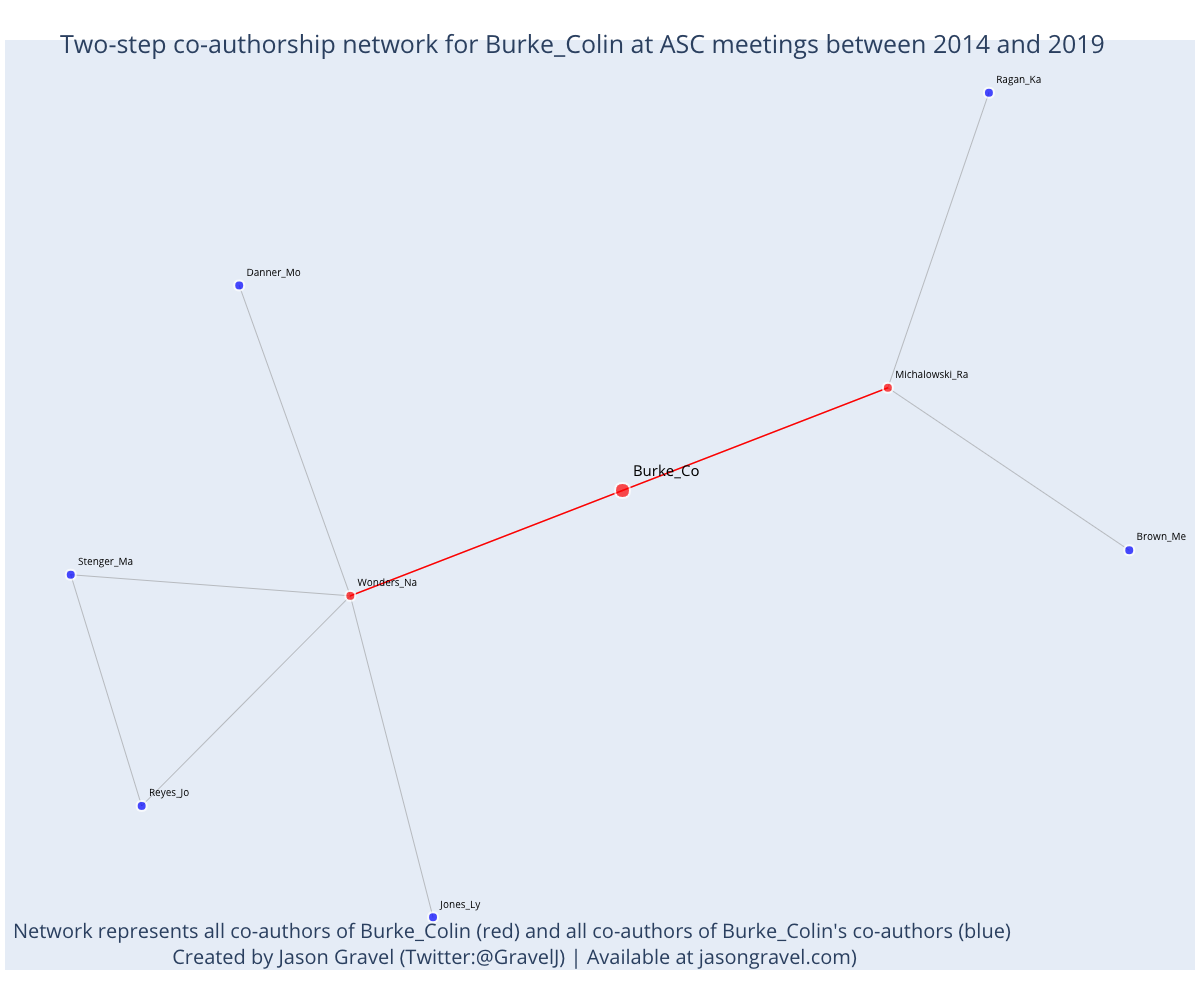 Two-step co-authorship network for Burke_Colin at ASC meetings between 2014 and 2019
Ragan_Ka
Danner_Mo
Michalowski_Ra
Burke_Co
Brown_Me
Stenger_Ma
Wonders_Na
Reyes_Jo
Jones_Ly
Network represents all co-authors of Burke_Colin (red) and all co-authors of Burke_Colin's co-authors (blue)
Created by Jason Gravel (Twitter:@GravelJ) | Available at jasongravel.com)